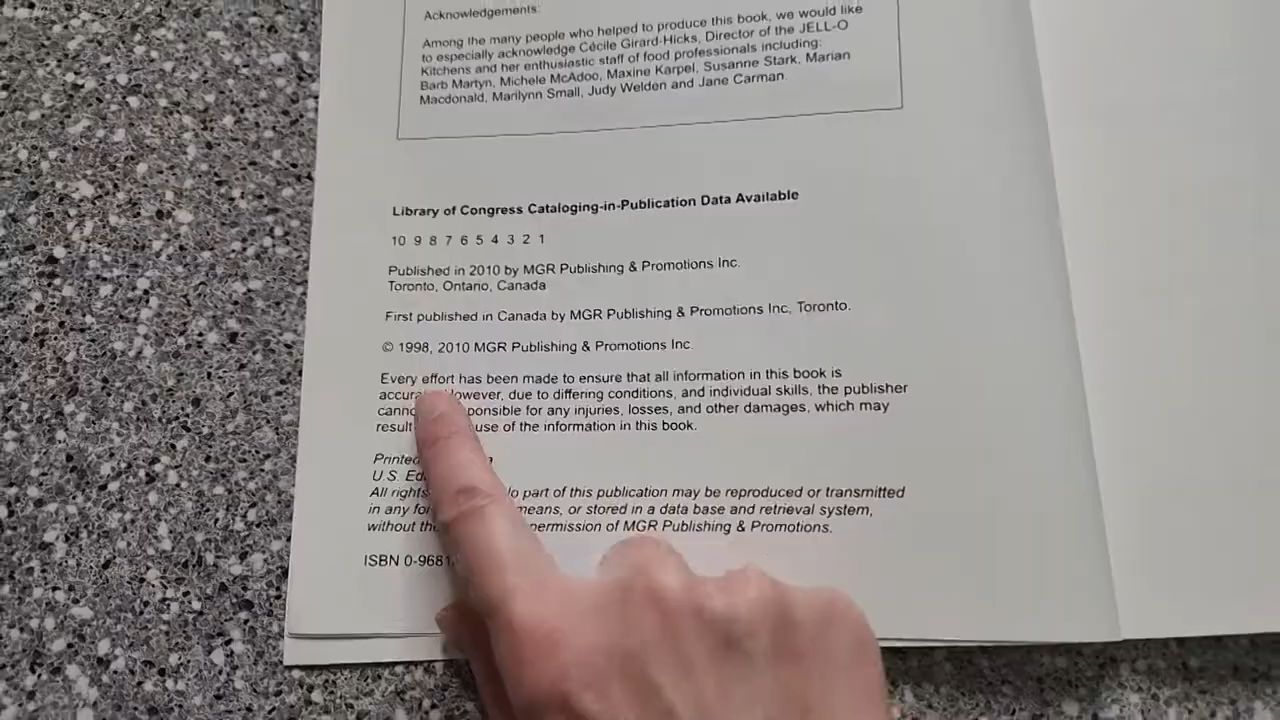 Acknowledgements:
Among the many people who helped to produce this book, we would like
to especially acknowledge Cécile Girard-Hicks, Director of the JELL-O
Kitchens and her enthusiastic staff of food professionals including:
Barb Martyn, Michele McAdoo, Maxine Karpel, Susanne Stark, Marian
Macdonald, Marilynn Small, Judy Welden and Jane Carman.
Library of Congress Cataloging-in-Publication Data Available
10 9 8 7 6 5 4 3 2 1
Published in 2010 by MGR Publishing & Promotions Inc.
Toronto, Ontario, Canada
First published in Canada by MGR Publishing & Promotions Inc, Toronto.
© 1998, 2010 MGR Publishing & Promotions Inc.
Every effort has been made to ensure that all information in this book is
however, due to differing conditions, and individual skills, the publisher
for any injuries, losses, and other damages, which may
result use of the information in this book.
Printed
U.S.
All rights part of this publication may be reproduced or transmitted
in any means, or stored in a data base and retrieval system,
without permission of MGR Publishing & Promotions.
ISBN 0-9681